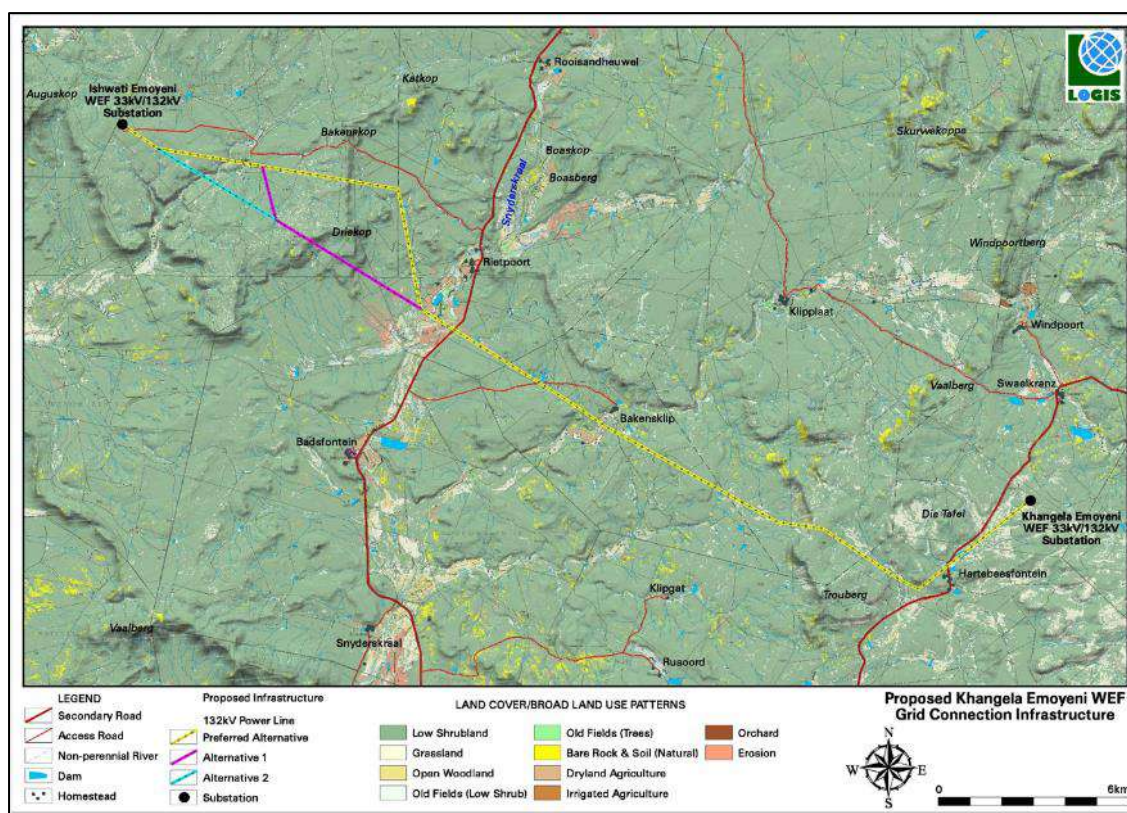 LOGIS
Rooisandheuwel
Katkop
Ishwati Emoyeni
WEF 33kV/132kV
Substation
Auguskop
Skurwekoppe
Bakenskop
Boaskop
Boasberg
Snyderskraal
Driekop
Windpoortberg
Rietpoort
Klipplaat
Windpoort
Vaalberg
Swaelkranz
Bakensklip
Badsfontein
Khangela Emoyeni
WEF 33kV/132kV
Substation
Die Tafel
Hartebeesfontein
Klipgat
Trouberg
Vaalberg
Snyderskraal
Rusoord
LEGEND
Secondary Road
Access Road
Non-perennial River
Dam
Homestead
Proposed Infrastructure
132kV Power Line
Preferred Alternative
Alternative 1
Alternative 2
Substation
LAND COVER/BROAD LAND USE PATTERNS
Low Shrubland
Grassland
Open Woodland
Old Fields (Low Shrub)
Old Fields (Trees)
Bare Rock & Soil (Natural)
Dryland Agriculture
Irrigated Agriculture
Orchard
Erosion
Proposed Khangela Emoyeni WEF
Grid Connection Infrastructure
N
W E
S
0 6km